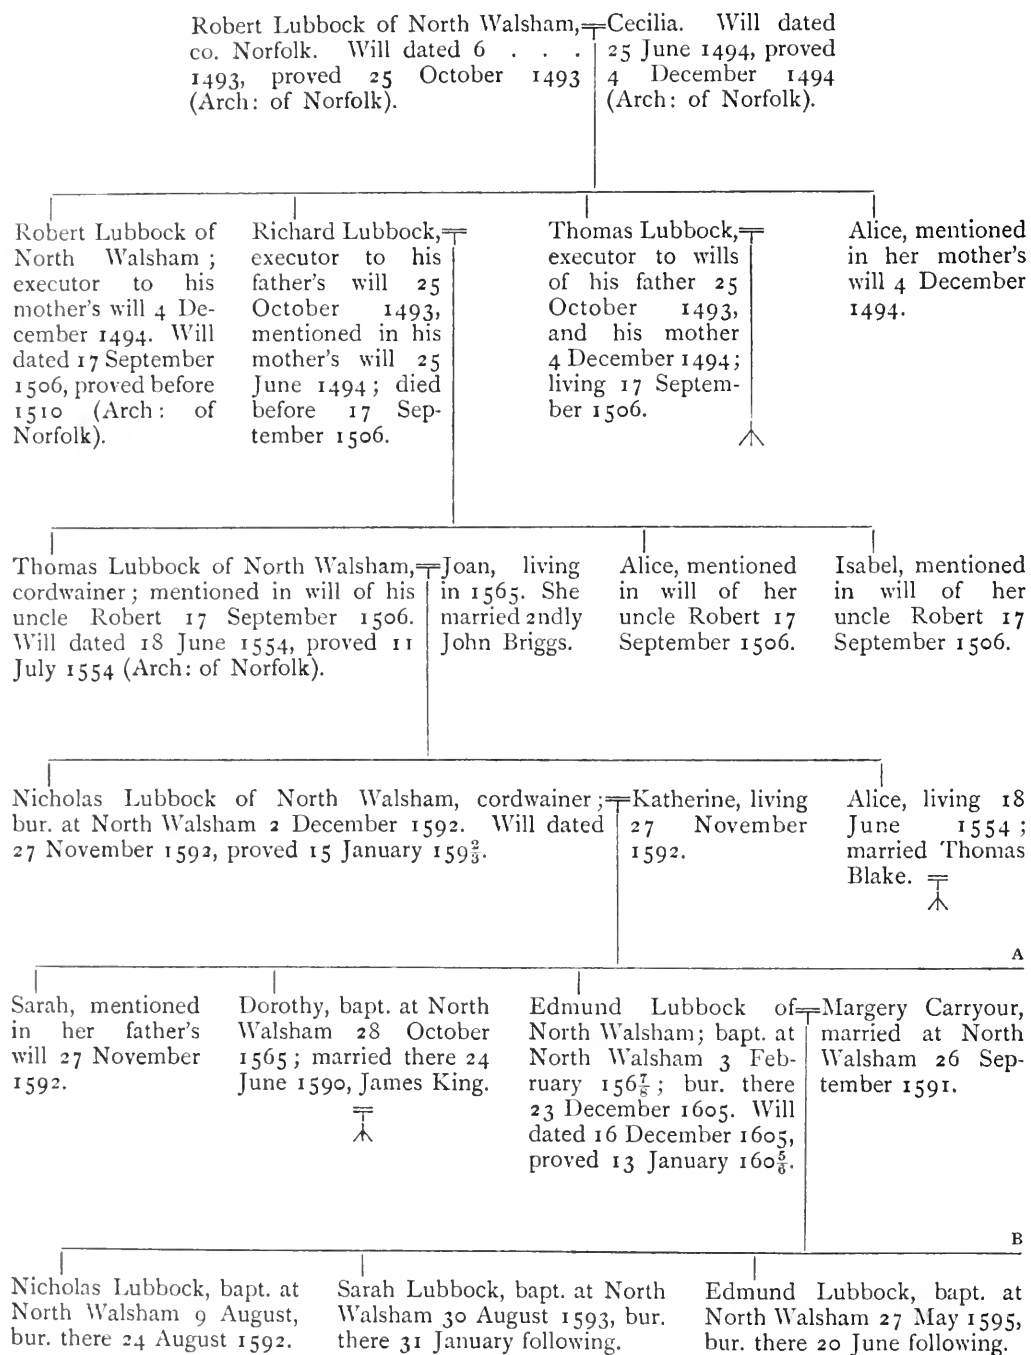 Robert Lubbock of North Walsham,
co. Norfolk. Will dated 6 . . .
1493, proved 25 October 1493
(Arch: of Norfolk).
Cecilia. Will dated
25 June 1494, proved
4 December 1494
(Arch: of Norfolk).
Robert Lubbock of
North Walsham ;
executor to his
mother's will 4 De-
cember 1494. Will
dated 17 September
1506, proved before
1510 (Arch: of
Norfolk).
Richard Lubbock,
executor to his
father's will 25
October 1493,
mentioned in his
mother's will 25
June 1494 ; died
before 17 Sep-
tember 1506.
Thomas Lubbock,
executor to wills
of his father 25
October 1493,
and his mother
4 December 1494;
living 17 Septem-
ber 1506.
Alice, mentioned
in her mother's
will 4 December
1494.
Thomas Lubbock of North Walsham,
cordwainer ; mentioned in will of his
uncle Robert 17 September 1506.
Will dated 18 June 1554, proved 11
July 1554 (Arch: of Norfolk).
Joan, living
in 1565. She
married 2ndly
John Briggs.
Alice, mentioned
in will of her
uncle Robert 17
September 1506.
Isabel, mentioned
in will of her
uncle Robert 17
September 1506.
Nicholas Lubbock of North Walsham, cordwainer ;
bur. at North Walsham 2 December 1592. Will dated
27 November 1592, proved 15 January 159⅔.
Katherine, living
27 November
1592.
Alice, living 18
June 1554 ;
married Thomas
Blake.
A
Sarah, mentioned
in her father's
will 27 November
1592.
Dorothy, bapt. at North
Walsham 28 October
1565 ; married there 24
June 1590, James King.
Edmund Lubbock of
North Walsham; bapt. at
North Walsham 3 Feb-
ruary 156⅞ ; bur. there
23 December 1605. Will
dated 16 December 1605,
proved 13 January 160⅚.
Margery Carryour,
married at North
Walsham 26 Sep-
tember 1591.
B
Nicholas Lubbock, bapt. at
North Walsham 9 August,
bur. there 24 August 1592.
Sarah Lubbock, bapt. at North
Walsham 30 August 1593, bur.
there 31 January following.
Edmund Lubbock, bapt. at
North Walsham 27 May 1595,
bur. there 20 June following.